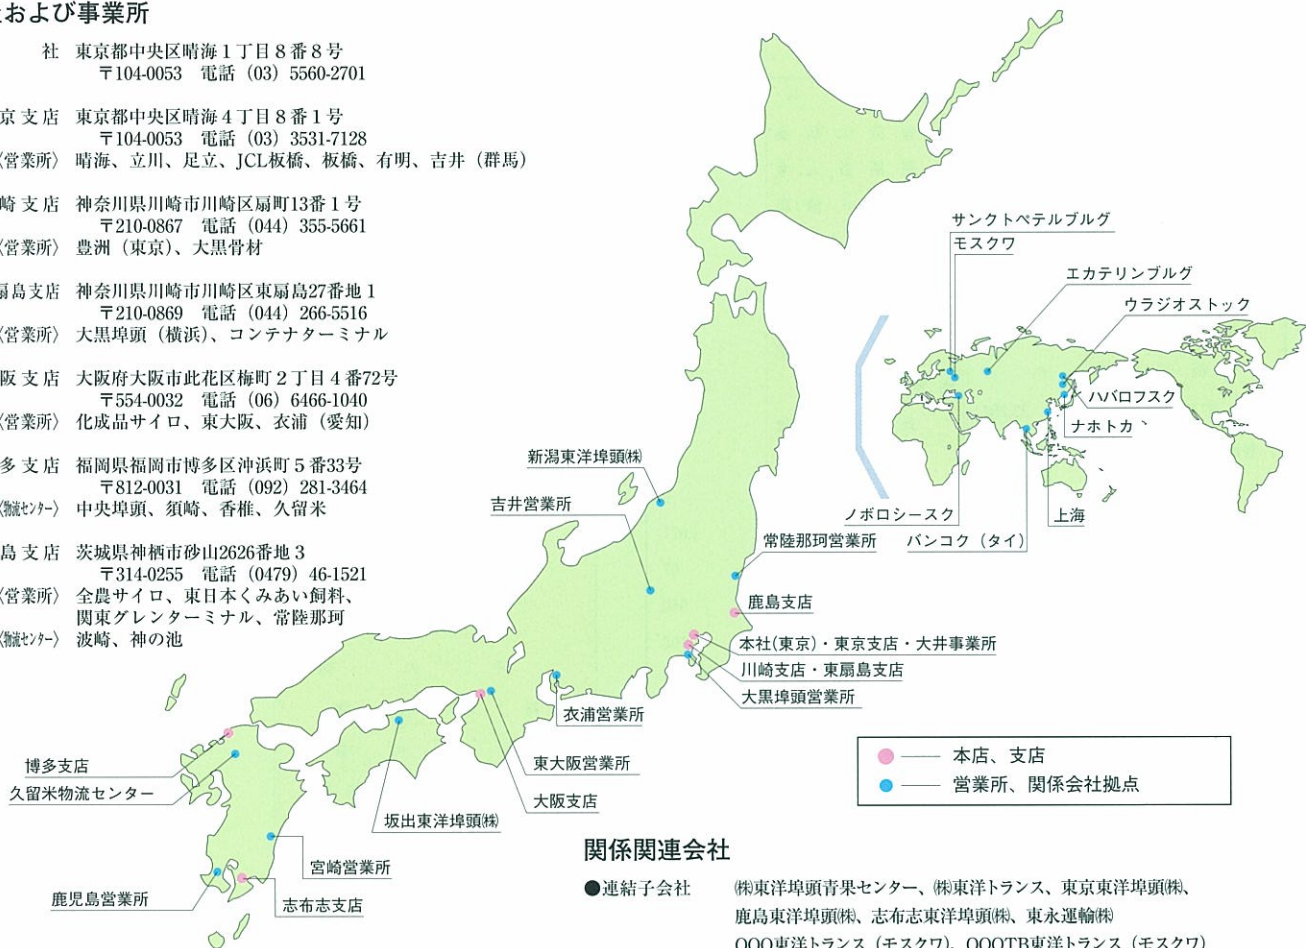 および事業所
社 東京都中央区晴海1丁目8番8号
〒104-0053 電話(03)5560-2701
京支店 東京都中央区晴海4丁目8番1号
〒104-0053 電話(03)3531-7128
〈営業所〉 晴海、立川、足立、JCL板橋、板橋、有明、吉井(群馬)
崎支店 神奈川県川崎市川崎区扇町13番1号
〒210-0867 電話(044)355-5661
〈営業所〉 豊洲(東京)、大黒骨材
扇島支店 神奈川県川崎市川崎区東扇島27番地1
〒210-0869 電話(044)266-5516
〈営業所〉 大黒埠頭(横浜)、コンテナターミナル
阪支店 大阪府大阪市此花区梅町2丁目4番72号
〒554-0032 電話(06)6466-1040
〈営業所〉 化成品サイロ、東大阪、衣浦(愛知)
多支店 福岡県福岡市博多区沖浜町5番33号
〒812-0031 電話(092)281-3464
〈物流センター〉 中央埠頭、須崎、香椎、久留米
島支店 茨城県神栖市砂山2626番地3
〒314-0255 電話(0479)46-1521
〈営業所〉 全農サイロ、東日本くみあい飼料、
関東グレンターミナル、常陸那珂
〈物流センター〉 波崎、神の池
サンクトペテルブルグ
モスクワ
エカテリンブルグ
ウラジオストック
ハバロフスク
ナホトカ
ノボロシースク
上海
バンコク(タイ)
新潟東洋埠頭㈱
吉井営業所
常陸那珂営業所
鹿島支店
本社(東京)・東京支店・大井事業所
川崎支店・東扇島支店
大黒埠頭営業所
衣浦営業所
東大阪営業所
大阪支店
坂出東洋埠頭㈱
博多支店
久留米物流センター
宮崎営業所
鹿児島営業所
志布志支店
本店、支店
営業所、関係会社拠点
関係関連会社
●連結子会社 ㈱東洋埠頭青果センター、㈱東洋トランス、東京東洋埠頭㈱、
鹿島東洋埠頭㈱、志布志東洋埠頭㈱、東永運輸㈱
OOO東洋トランス(モスクワ)、OOOTB東洋トランス(モスクワ)